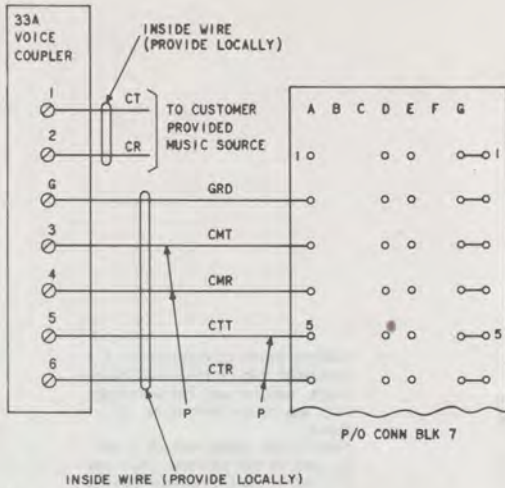 33A
VOICE
COUPLER
INSIDE WIRE
(PROVIDE LOCALLY)
1
CT
TO CUSTOMER
PROVIDED
MUSIC SOURCE
2
CR
A B C D E F G
1
1
G
GRD
3
CMT
4
CMR
5
CTT
5
5
6
CTR
P
P
P/O CONN BLK 7
INSIDE WIRE (PROVIDE LOCALLY)